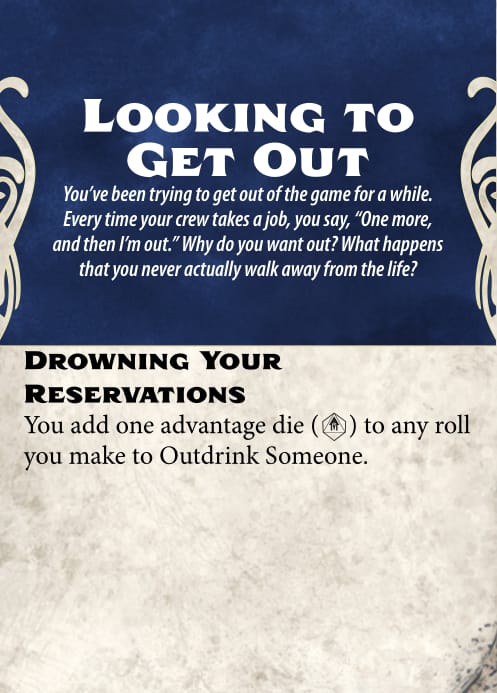 Looking to
Get Out
You’ve been trying to get out of the game for a while.
Every time your crew takes a job, you say, “One more,
and then I’m out.” Why do you want out? What happens
that you never actually walk away from the life?
Drowning Your
Reservations
You add one advantage die () to any roll
you make to Outdrink Someone.